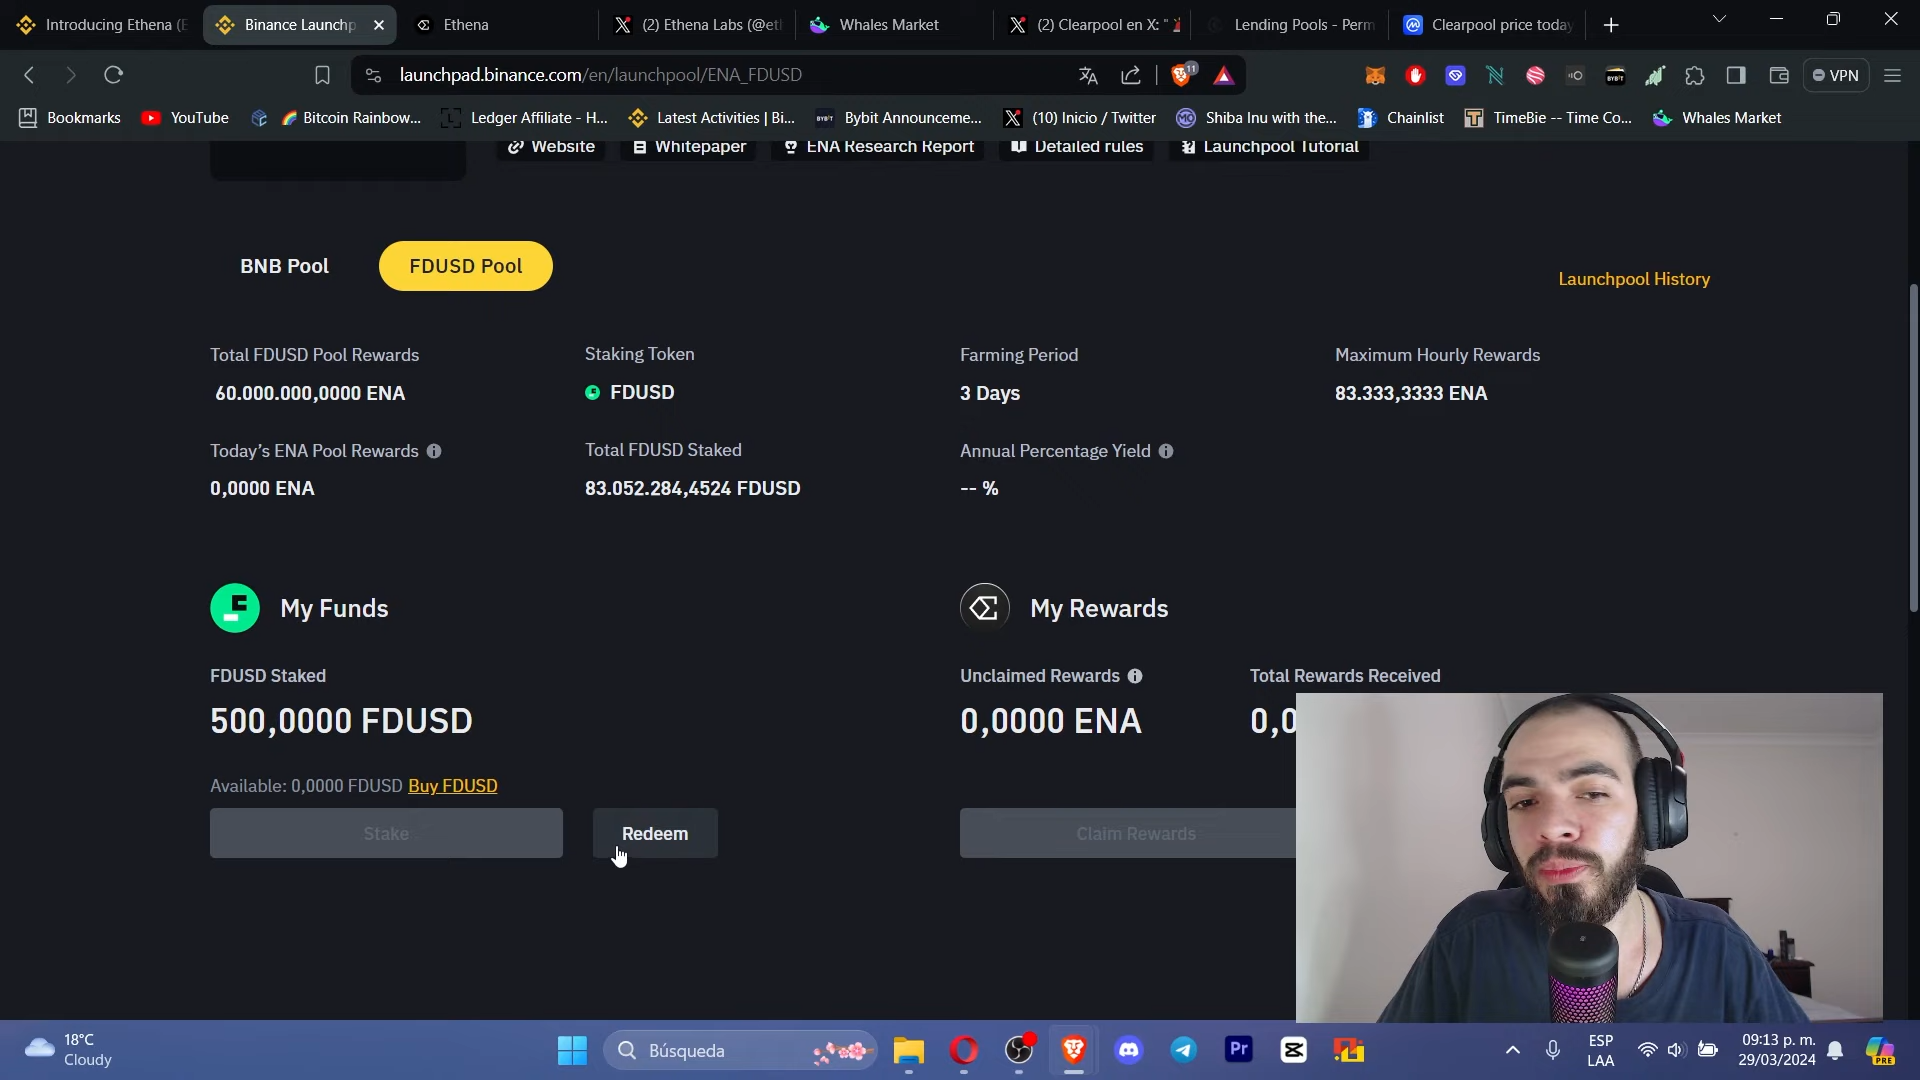 Introducing Ethena (E
Binance Launchp
Ethena
(2) Ethena Labs (@et
Whales Market
(2) Clearpool en X: "
Lending Pools - Perm
Clearpool price today
launchpad.binance.com/en/launchpool/ENA_FDUSD
11
VPN
Bookmarks
YouTube
Bitcoin Rainbow...
Ledger Affiliate - H...
Latest Activities | Bi...
Bybit Announceme...
(10) Inicio / Twitter
Shiba Inu with the...
Chainlist
TimeBie -- Time Co...
Whales Market
Website
Whitepaper
ENA Research Report
Detailed rules
Launchpool Tutorial
BNB Pool
FDUSD Pool
Launchpool History
Total FDUSD Pool Rewards
Staking Token
Farming Period
Maximum Hourly Rewards
60.000.000,0000 ENA
FDUSD
3 Days
83.333,3333 ENA
Today's ENA Pool Rewards
Total FDUSD Staked
Annual Percentage Yield
0,0000 ENA
83.052.284,4524 FDUSD
-- %
My Funds
My Rewards
FDUSD Staked
Unclaimed Rewards
Total Rewards Received
500,0000 FDUSD
0,0000 ENA
0,0
Available: 0,0000 FDUSD Buy FDUSD
Stake
Redeem
Claim Rewards
18°C
Cloudy
Búsqueda
Pr
ESP
LAA
09:13 p. m.
29/03/2024
PRE